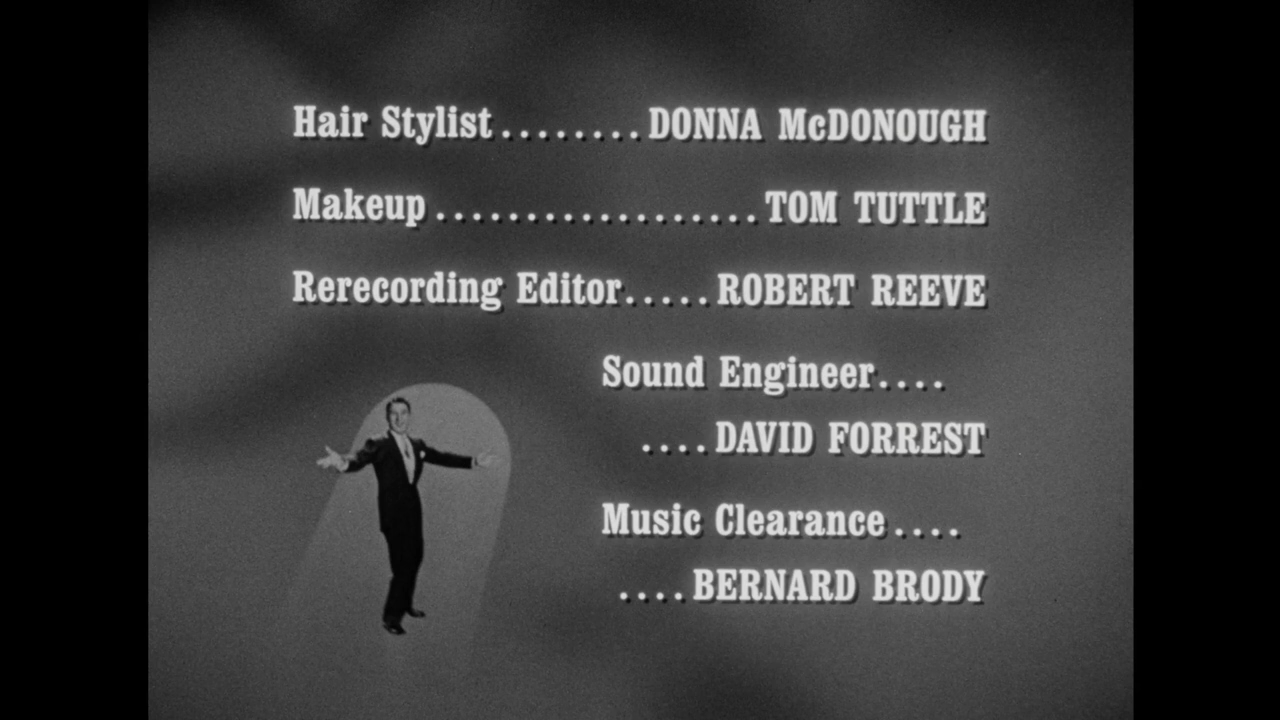 Hair Stylist........DONNA McDONOUGH
Makeup..................TOM TUTTLE
Rerecording Editor.....ROBERT REEVE
Sound Engineer....
....DAVID FORREST
Music Clearance....
....BERNARD BRODY